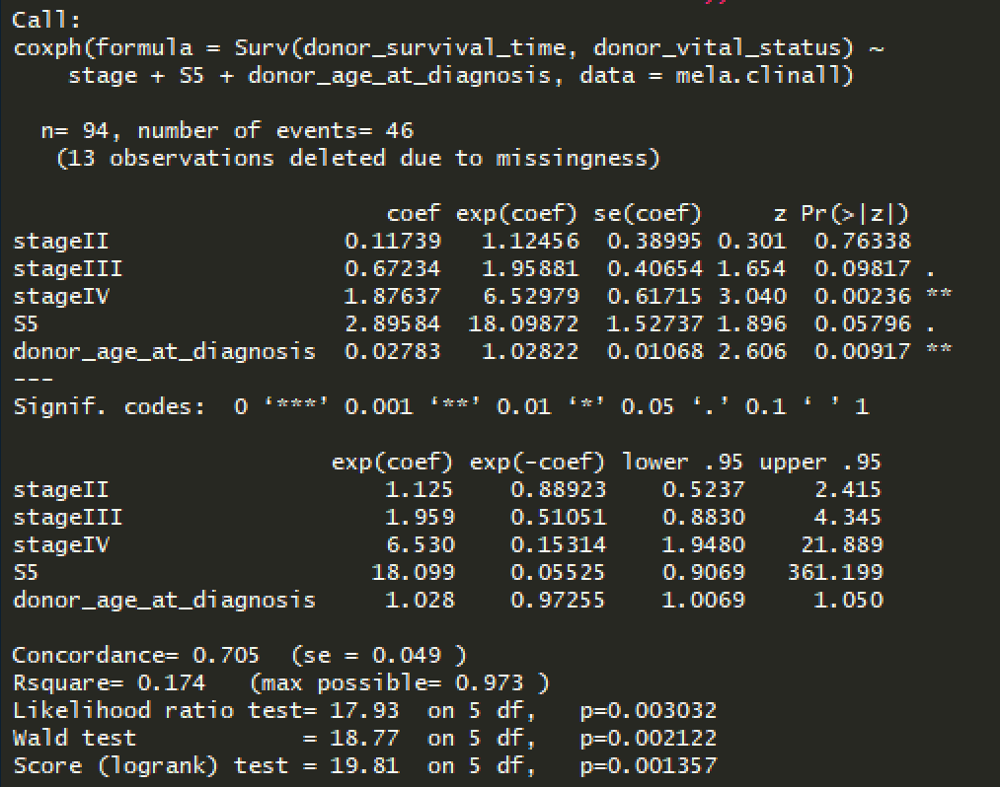 Call:
coxph(formula = Surv(donor_survival_time, donor_vital_status) ~
    stage + S5 + donor_age_at_diagnosis, data = mela.clinall)

  n= 94, number of events= 46
   (13 observations deleted due to missingness)

                           coef exp(coef) se(coef)     z Pr(>|z|)
stageII                 0.11739   1.12456  0.38995 0.301  0.76338
stageIII                0.67234   1.95881  0.40654 1.654  0.09817 .
stageIV                 1.87637   6.52979  0.61715 3.040  0.00236 **
S5                      2.89584  18.09872  1.52737 1.896  0.05796 .
donor_age_at_diagnosis  0.02783   1.02822  0.01068 2.606  0.00917 **
---
Signif. codes:  0 ‘***’ 0.001 ‘**’ 0.01 ‘*’ 0.05 ‘.’ 0.1 ‘ ’ 1

                       exp(coef) exp(-coef) lower .95 upper .95
stageII                    1.125    0.88923    0.5237     2.415
stageIII                   1.959    0.51051    0.8830     4.345
stageIV                    6.530    0.15314    1.9480    21.889
S5                        18.099    0.05525    0.9069   361.199
donor_age_at_diagnosis     1.028    0.97255    1.0069     1.050

Concordance= 0.705  (se = 0.049 )
Rsquare= 0.174   (max possible= 0.973 )
Likelihood ratio test= 17.93  on 5 df,   p=0.003032
Wald test            = 18.77  on 5 df,   p=0.002122
Score (logrank) test = 19.81  on 5 df,   p=0.001357